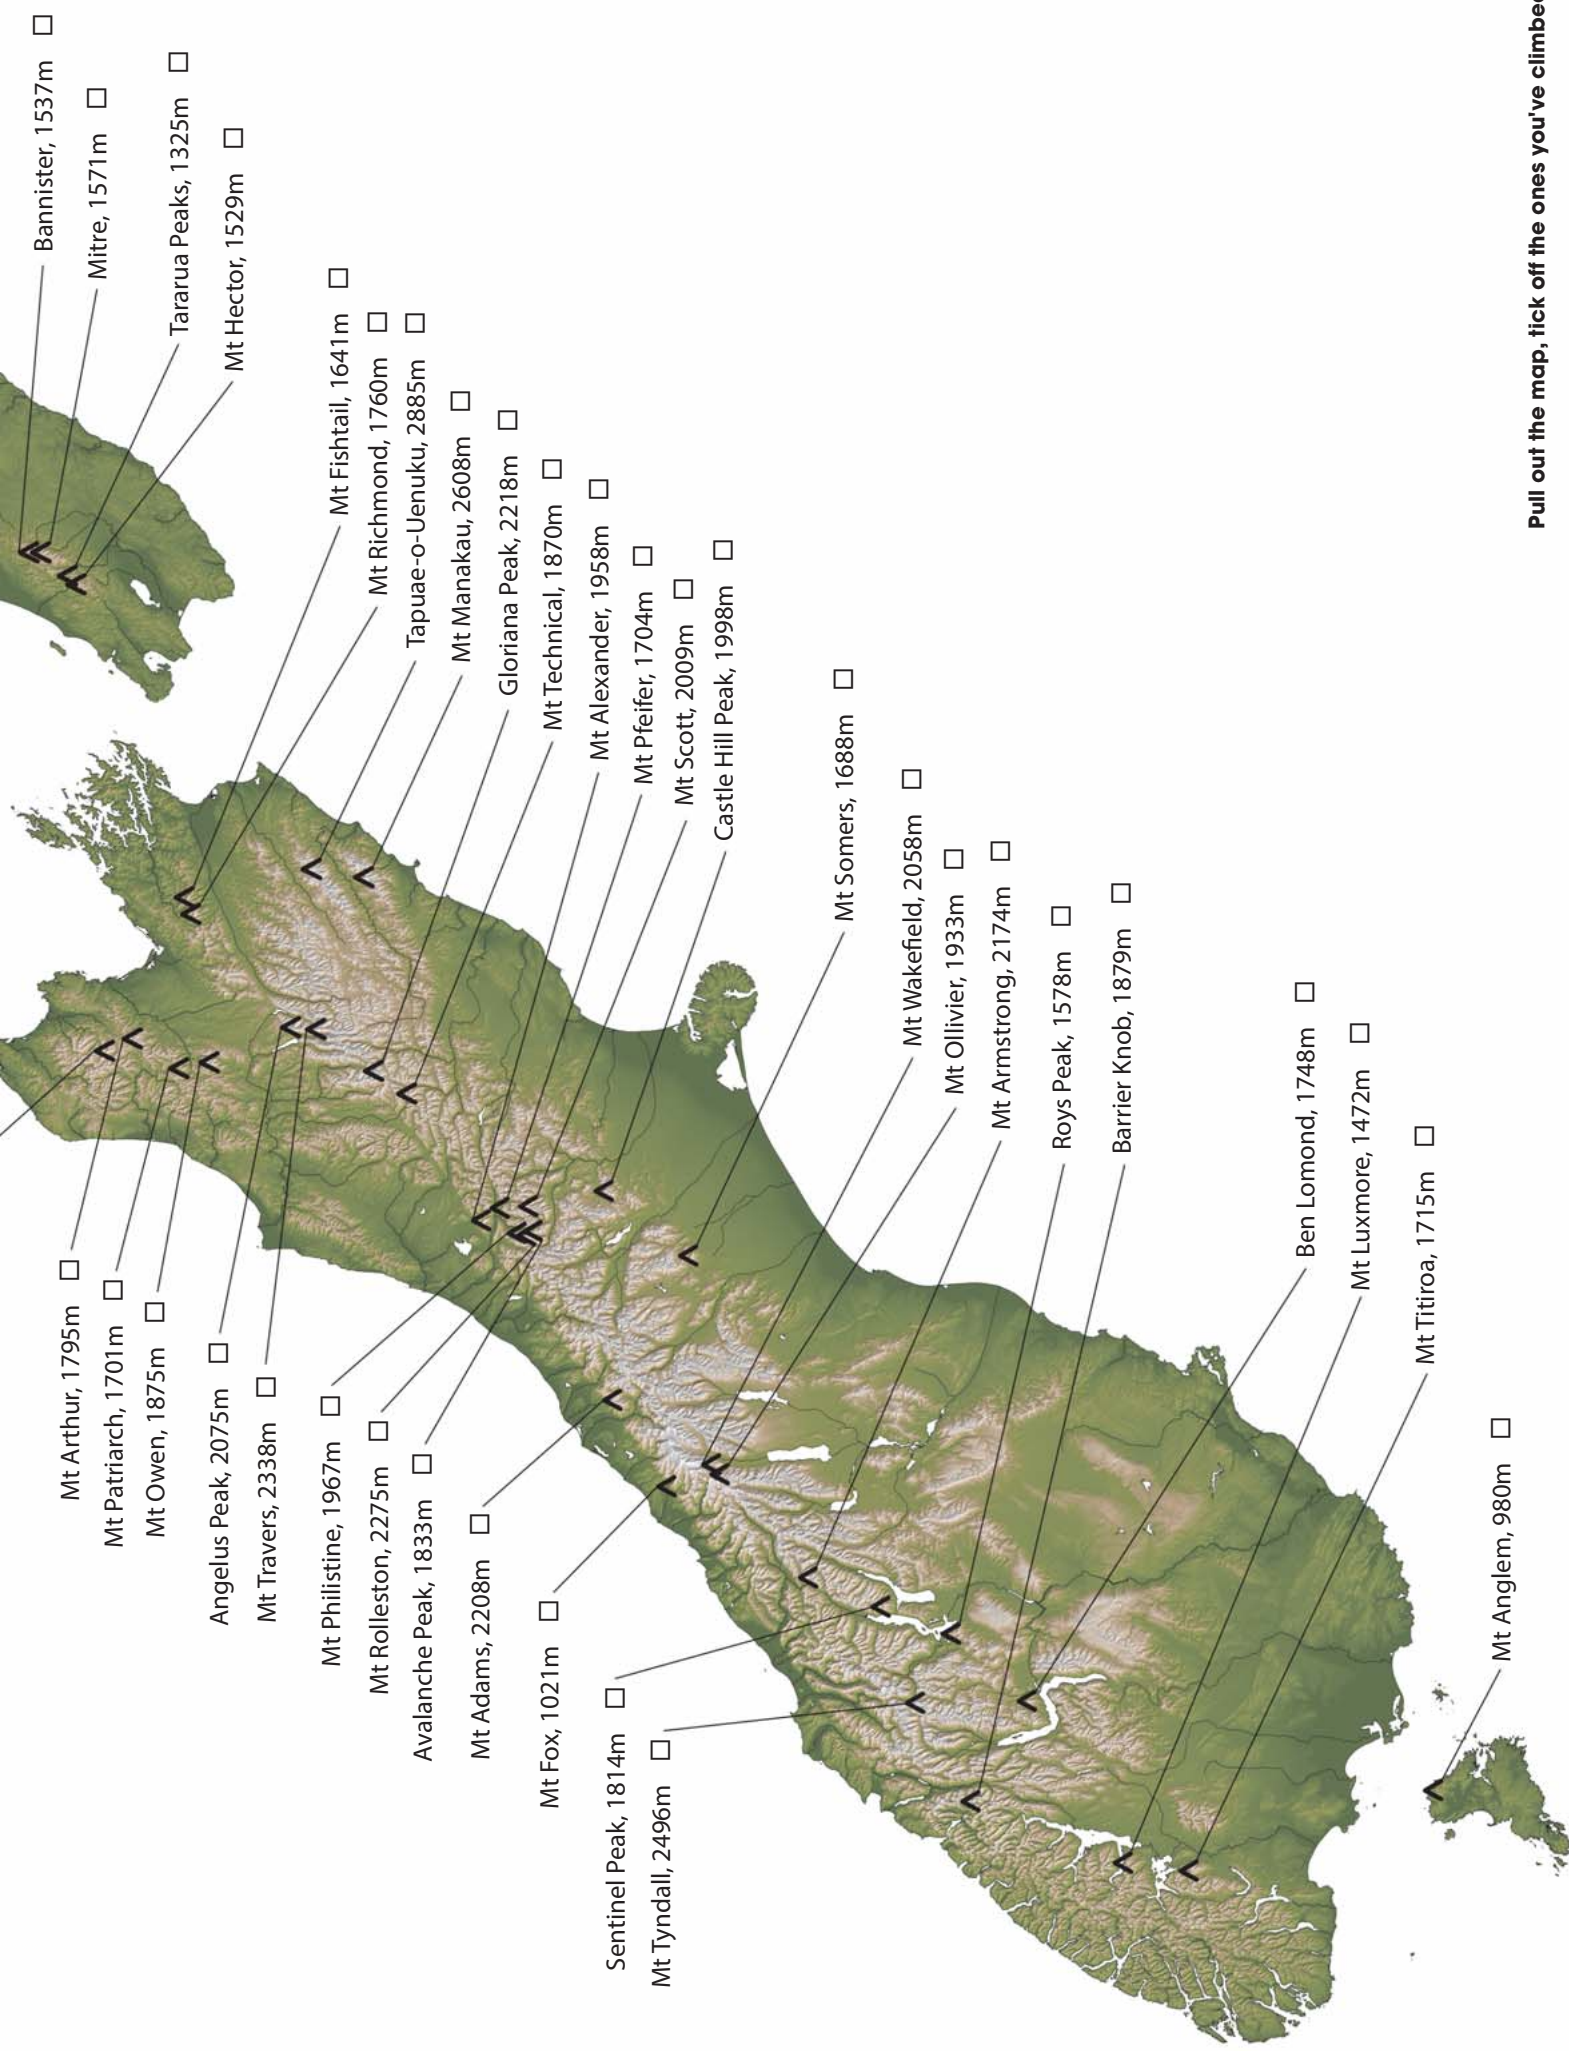 Bannister, 1537m
Mitre, 1571m
Tararua Peaks, 1325m
Mt Hector, 1529m
Mt Fishtail, 1641m
Mt Richmond, 1760m
Tapuae-o-Uenuku, 2885m
Mt Manakau, 2608m
Gloriana Peak, 2218m
Mt Technical, 1870m
Mt Alexander, 1958m
Mt Pfeifer, 1704m
Mt Scott, 2009m
Castle Hill Peak, 1998m
Mt Somers, 1688m
Mt Wakefield, 2058m
Mt Ollivier, 1933m
Mt Armstrong, 2174m
Roys Peak, 1578m
Barrier Knob, 1879m
Ben Lomond, 1748m
Mt Luxmore, 1472m
Mt Titiroa, 1715m
Mt Anglem, 980m
Mt Arthur, 1795m
Mt Patriarch, 1701m
Mt Owen, 1875m
Angelus Peak, 2075m
Mt Travers, 2338m
Mt Philistine, 1967m
Mt Rolleston, 2275m
Avalanche Peak, 1833m
Mt Adams, 2208m
Mt Fox, 1021m
Sentinel Peak, 1814m
Mt Tyndall, 2496m
Pull out the map, tick off the ones you've climbed